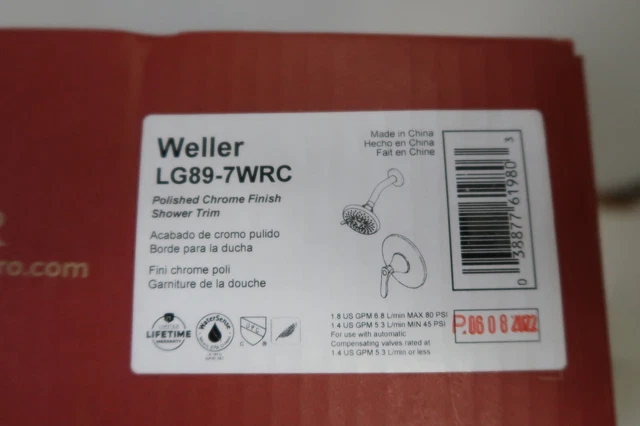 Weller
LG89-7WRC
Polished Chrome Finish
Shower Trim
Acabado de cromo pulido
Borde para la ducha
Fini chrome poli
Garniture de la douche
Made in China
Hecho en China
Fait en Chine
0 38877 61980 3
1.8 US GPM 6.8 L/min MAX 80 PSI
1.4 US GPM 5.3 L/min MIN 45 PSI
For use with automatic
Compensating valves rated at
1.4 US GPM 5.3 L/min or less
P.06 08 2022
LIFETIME
WARRANTY
WaterSense
ro.com